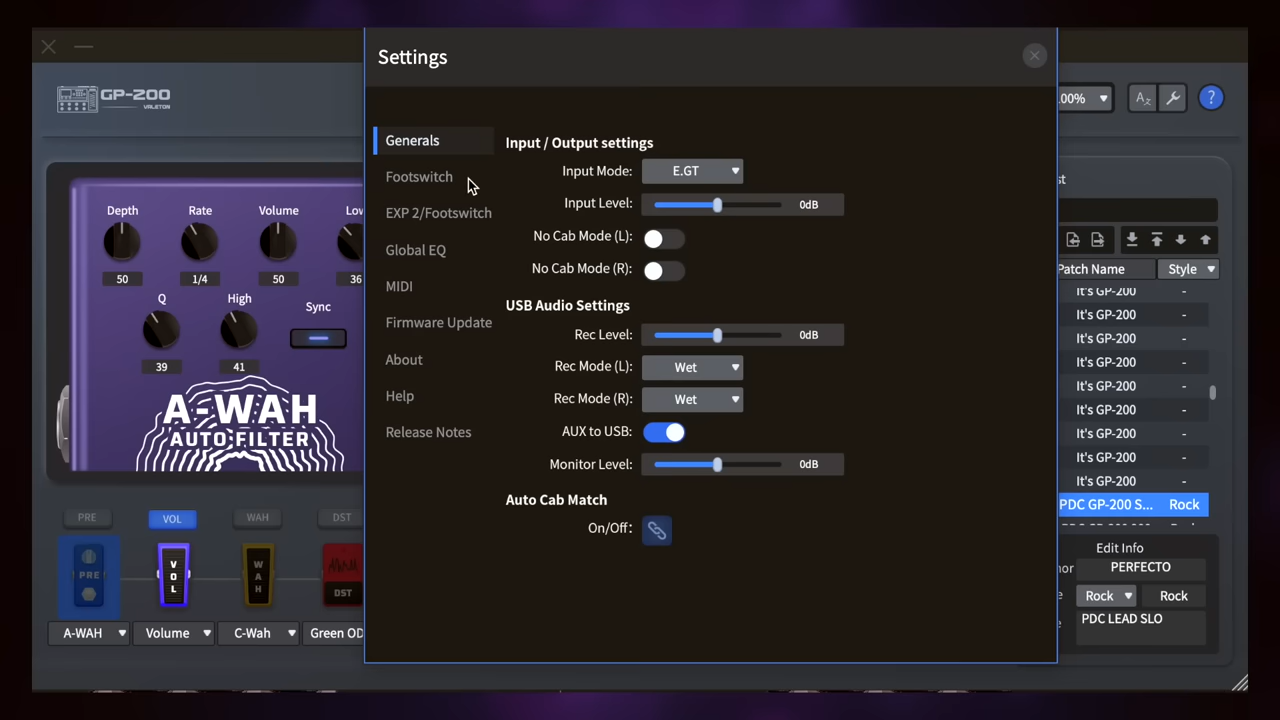 Settings
GP-200
VALETON
00%
?
Generals
Footswitch
EXP 2/Footswitch
Global EQ
MIDI
Firmware Update
About
Help
Release Notes
Input / Output settings
Input Mode: E.GT
Input Level: 0dB
No Cab Mode (L):
No Cab Mode (R):
USB Audio Settings
Rec Level: 0dB
Rec Mode (L): Wet
Rec Mode (R): Wet
AUX to USB:
Monitor Level: 0dB
Auto Cab Match
On/Off:
Depth Rate Volume Low
50 1/4 50 36
Q High Sync
39 41
A-WAH
AUTO FILTER
PRE VOL WAH DST
PRE
VOL
WAH
DST
A-WAH Volume C-Wah Green OD
st
Patch Name Style
It's GP-200 -
It's GP-200 -
It's GP-200 -
It's GP-200 -
It's GP-200 -
It's GP-200 -
It's GP-200 -
It's GP-200 -
It's GP-200 -
PDC GP-200 S... Rock
Edit Info
hor PERFECTO
e Rock Rock
e PDC LEAD SLO